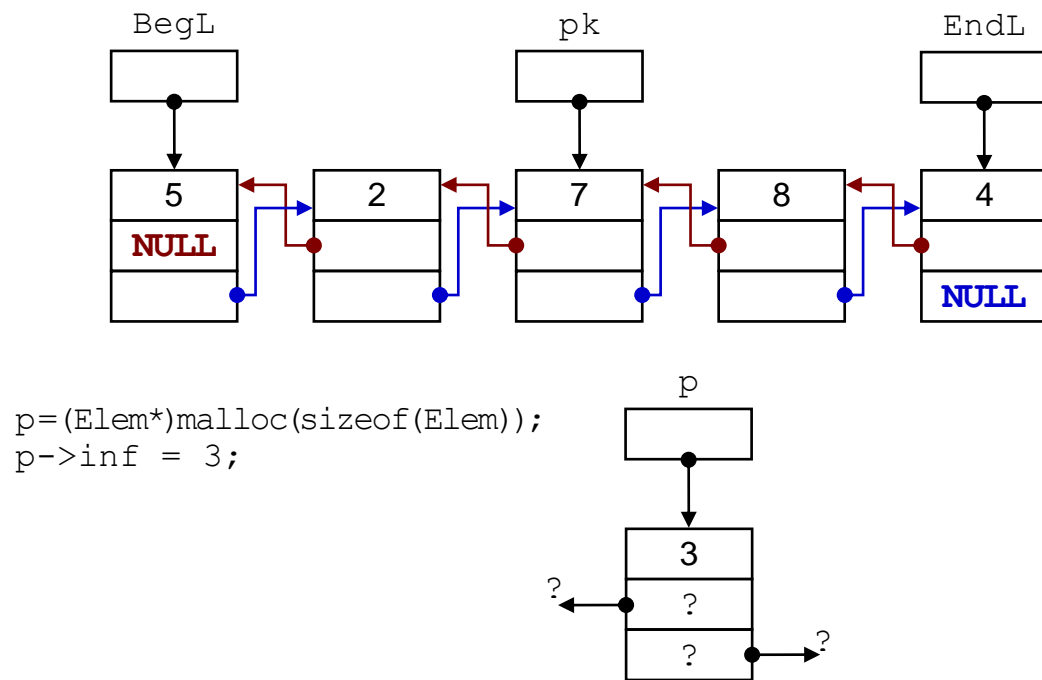 BegL pk EndL
5 2 7 8 4
NULL
NULL
p
p=(Elem*)malloc(sizeof(Elem));
p->inf = 3;
3
? ?
? ?